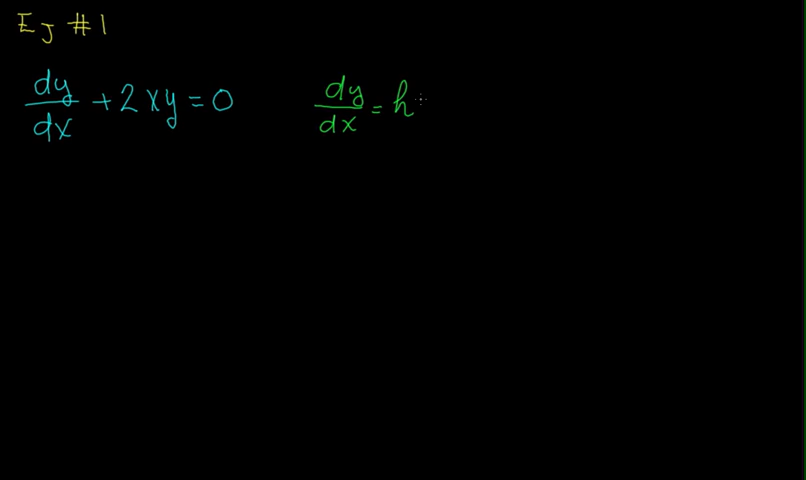 Ej #1
dy/dx + 2xy = 0
dy/dx = h